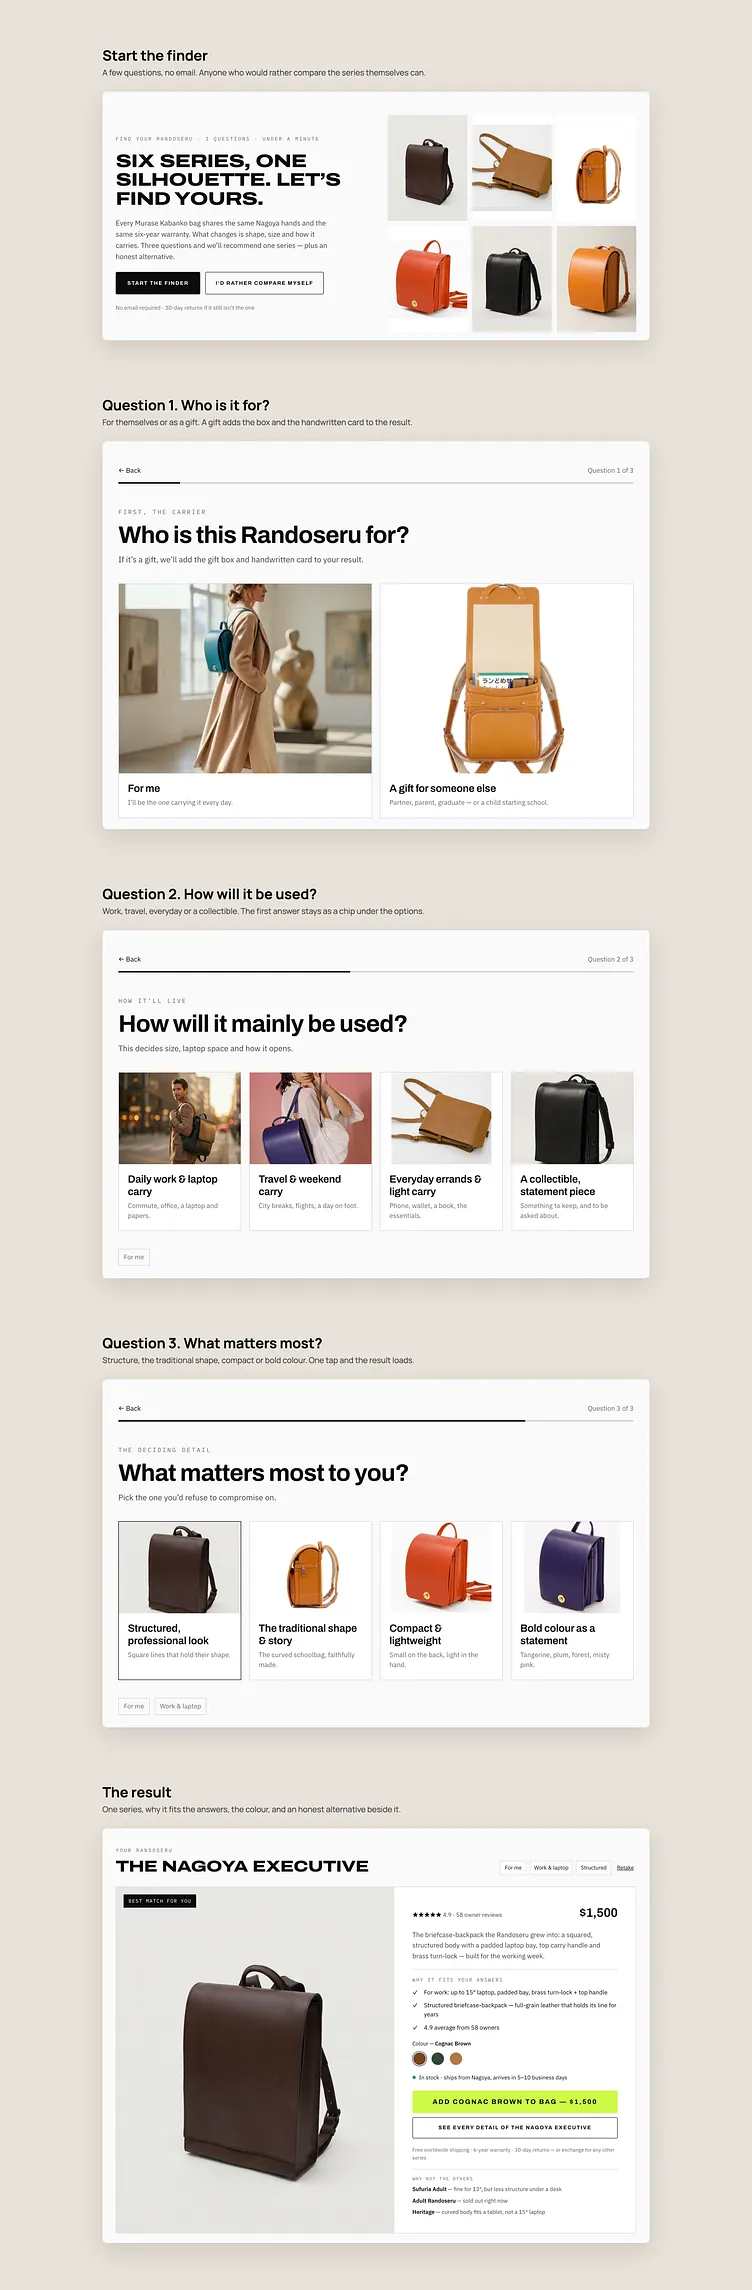 Start the finder
A few questions, no email. Anyone who would rather compare the series themselves can.
FIND YOUR RANDOSERU · 3 QUESTIONS · UNDER A MINUTE
SIX SERIES, ONE
SILHOUETTE. LET'S
FIND YOURS.
Every Murase Kabanko bag shares the same Nagoya hands and the
same six-year warranty. What changes is shape, size and how it
carries. Three questions and we'll recommend one series — plus an
honest alternative.
START THE FINDER
I'D RATHER COMPARE MYSELF
No email required · 30-day returns if it still isn't the one
Question 1. Who is it for?
For themselves or as a gift. A gift adds the box and the handwritten card to the result.
← Back
Question 1 of 3
FIRST, THE CARRIER
Who is this Randoseru for?
If it's a gift, we'll add the gift box and handwritten card to your result.
ランどめせ
For me
I'll be the one carrying it every day.
A gift for someone else
Partner, parent, graduate — or a child starting school.
Question 2. How will it be used?
Work, travel, everyday or a collectible. The first answer stays as a chip under the options.
← Back
Question 2 of 3
HOW IT'LL LIVE
How will it mainly be used?
This decides size, laptop space and how it opens.
Daily work & laptop
carry
Commute, office, a laptop and
papers.
Travel & weekend
carry
City breaks, flights, a day on foot.
Everyday errands &
light carry
Phone, wallet, a book, the
essentials.
A collectible,
statement piece
Something to keep, and to be
asked about.
For me
Question 3. What matters most?
Structure, the traditional shape, compact or bold colour. One tap and the result loads.
← Back
Question 3 of 3
THE DECIDING DETAIL
What matters most to you?
Pick the one you'd refuse to compromise on.
Structured,
professional look
Square lines that hold their shape.
The traditional shape
& story
The curved schoolbag, faithfully
made.
Compact &
lightweight
Small on the back, light in the
hand.
Bold colour as a
statement
Tangerine, plum, forest, misty
pink.
For me
Work & laptop
The result
One series, why it fits the answers, the colour, and an honest alternative beside it.
YOUR RANDOSERU
THE NAGOYA EXECUTIVE
For me
Work & laptop
Structured
Retake
BEST MATCH FOR YOU
★★★★★ 4.9 · 58 owner reviews
$1,500
The briefcase-backpack the Randoseru grew into: a squared,
structured body with a padded laptop bay, top carry handle and
brass turn-lock — built for the working week.
WHY IT FITS YOUR ANSWERS
✓ For work: up to 15" laptop, padded bay, brass turn-lock + top handle
✓ Structured briefcase-backpack — full-grain leather that holds its line for
years
✓ 4.9 average from 58 owners
Colour — Cognac Brown
In stock · ships from Nagoya, arrives in 5–10 business days
ADD COGNAC BROWN TO BAG — $1,500
SEE EVERY DETAIL OF THE NAGOYA EXECUTIVE
Free worldwide shipping · 6-year warranty · 30-day returns — or exchange for any other
series
WHY NOT THE OTHERS
Sufuria Adult — fine for 13", but less structure under a desk
Adult Randoseru — sold out right now
Heritage — curved body fits a tablet, not a 15" laptop